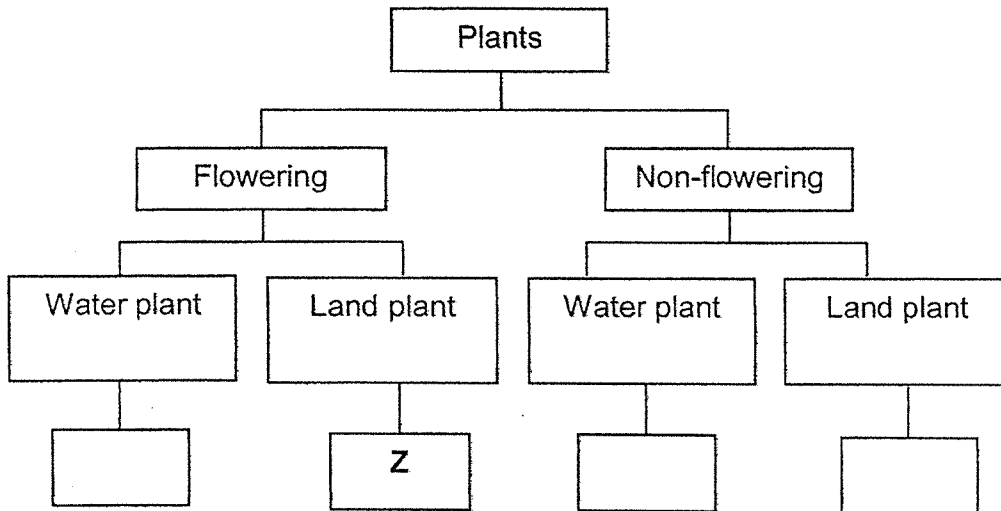 Plants
Flowering
Non-flowering
Water plant
Land plant
Water plant
Land plant
Z